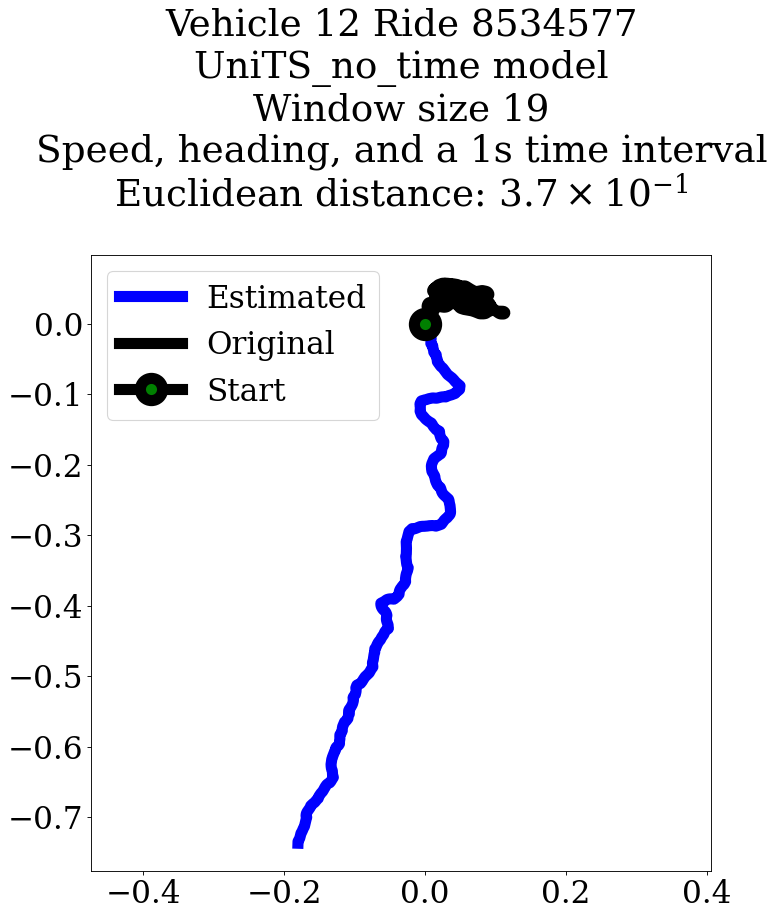 Vehicle 12 Ride 8534577
UniTS_no_time model
Window size 19
Speed, heading, and a 1s time interval
Euclidean distance: 3.7 × 10⁻¹
Estimated
Original
Start
0.0
−0.1
−0.2
−0.3
−0.4
−0.5
−0.6
−0.7
−0.4 −0.2 0.0 0.2 0.4